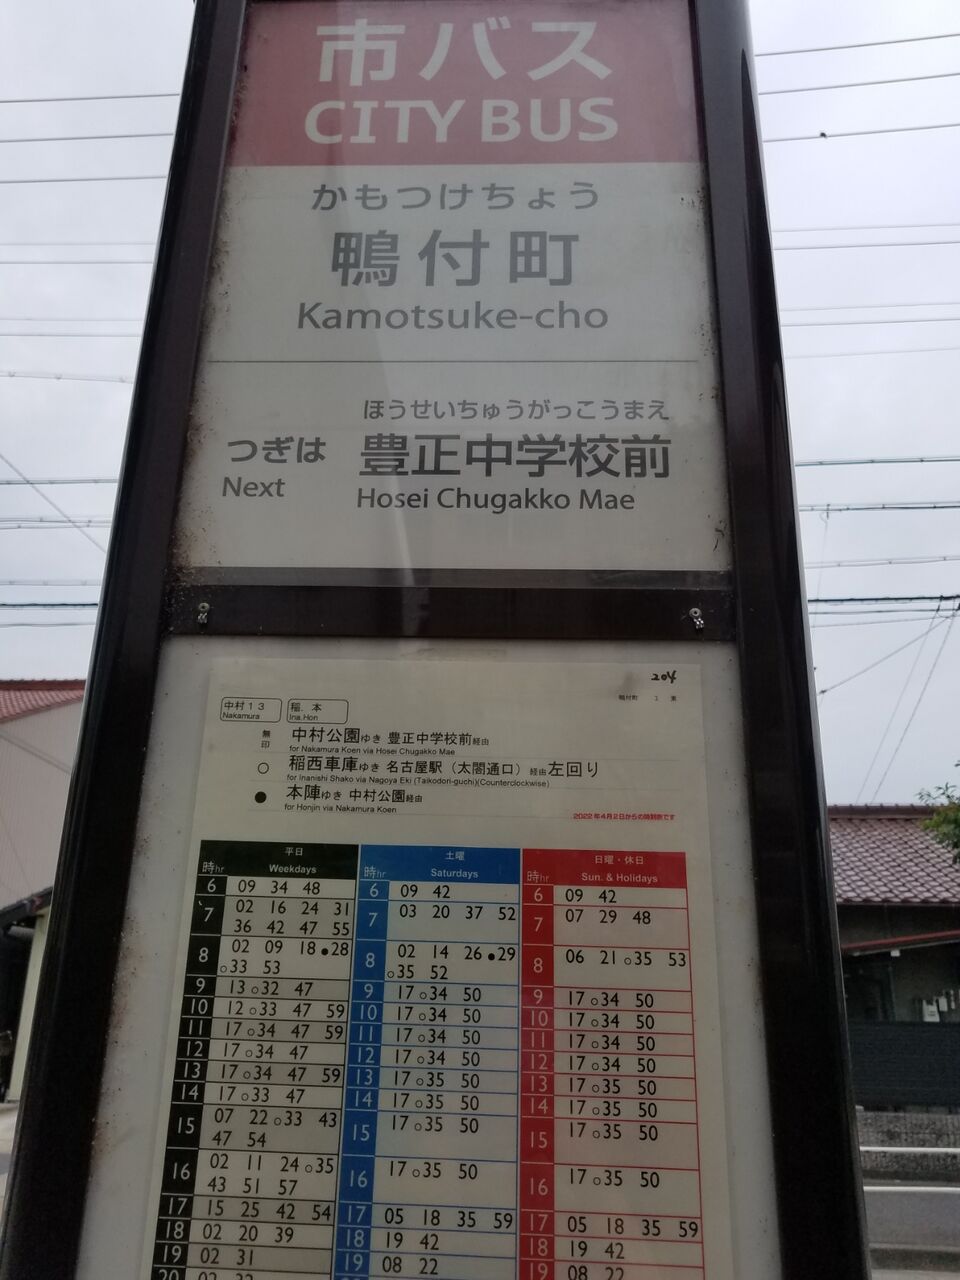 市バス
CITY BUS
かもつけちょう
鴨付町
Kamotsuke-cho
ほうせいちゅうがっこうまえ
つぎは 豊正中学校前
Next Hosei Chugakko Mae
204
鴨付町 1 東
中村13 稲本
Nakamura Ina.Hon
無印 中村公園ゆき 豊正中学校前経由
for Nakamura Koen via Hosei Chugakko Mae
○ 稲西車庫ゆき 名古屋駅（太閤通口）経由左回り
for Inanishi Shako via Nagoya Eki (Taikodori-guchi)(Counterclockwise)
● 本陣ゆき 中村公園経由
for Honjin via Nakamura Koen
2022年4月2日からの時刻表です
時hr 平日 Weekdays 時hr 土曜 Saturdays 時hr 日曜・休日 Sun. & Holidays
6 09 34 48 6 09 42 6 09 42
7 02 16 24 31 36 42 47 55 7 03 20 37 52 7 07 29 48
8 02 09 18 ●28 ○33 53 8 02 14 26 ●29 ○35 52 8 06 21 ○35 53
9 13 ○32 47 9 17 ○34 50 9 17 ○34 50
10 12 ○33 47 59 10 17 ○34 50 10 17 ○34 50
11 17 ○34 47 59 11 17 ○34 50 11 17 ○34 50
12 17 ○34 47 12 17 ○34 50 12 17 ○34 50
13 17 ○34 47 59 13 17 ○35 50 13 17 ○35 50
14 17 ○33 47 14 17 ○35 50 14 17 ○35 50
15 07 22 ○33 43 47 54 15 17 ○35 50 15 17 ○35 50
16 02 11 24 ○35 43 51 57 16 17 ○35 50 16 17 ○35 50
17 15 25 42 54 17 05 18 35 59 17 05 18 35 59
18 02 20 39 18 19 42 18 19 42
19 02 31 19 08 22 19 08 22
20